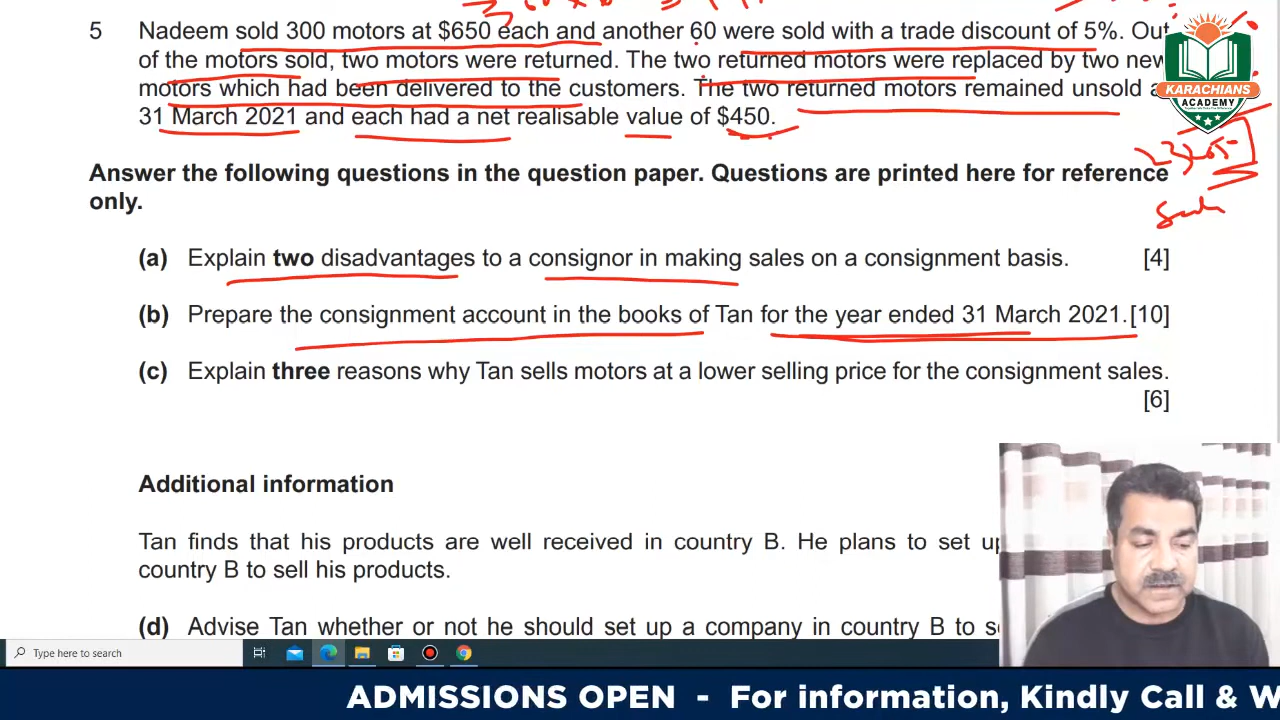 5 Nadeem sold 300 motors at $650 each and another 60 were sold with a trade discount of 5%. Out
of the motors sold, two motors were returned. The two returned motors were replaced by two new
motors which had been delivered to the customers. The two returned motors remained unsold
31 March 2021 and each had a net realisable value of $450.
Answer the following questions in the question paper. Questions are printed here for reference
only.
(a) Explain two disadvantages to a consignor in making sales on a consignment basis. [4]
(b) Prepare the consignment account in the books of Tan for the year ended 31 March 2021.[10]
(c) Explain three reasons why Tan sells motors at a lower selling price for the consignment sales.
[6]
Additional information
Tan finds that his products are well received in country B. He plans to set
country B to sell his products.
(d) Advise Tan whether or not he should set up a company in country B to
KARACHIANS
ACADEMY
Type here to search
ADMISSIONS OPEN - For information, Kindly Call & W